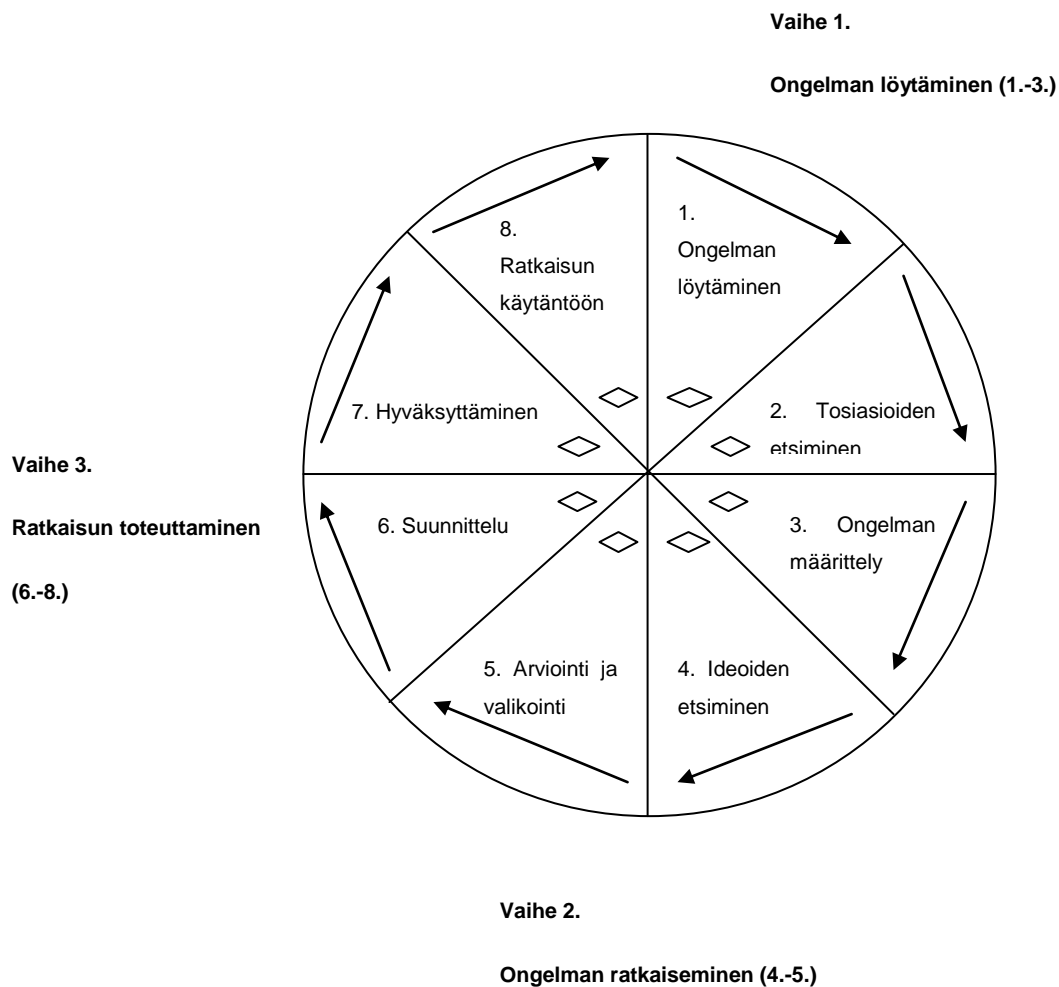 Vaihe 1.
Ongelman löytäminen (1.-3.)
1.
Ongelman
löytäminen
2. Tosiasioiden
etsiminen
3. Ongelman
määrittely
4. Ideoiden
etsiminen
5. Arviointi ja
valikointi
6. Suunnittelu
7. Hyväksyttäminen
8.
Ratkaisun
käytäntöön
Vaihe 3.
Ratkaisun toteuttaminen
(6.-8.)
Vaihe 2.
Ongelman ratkaiseminen (4.-5.)